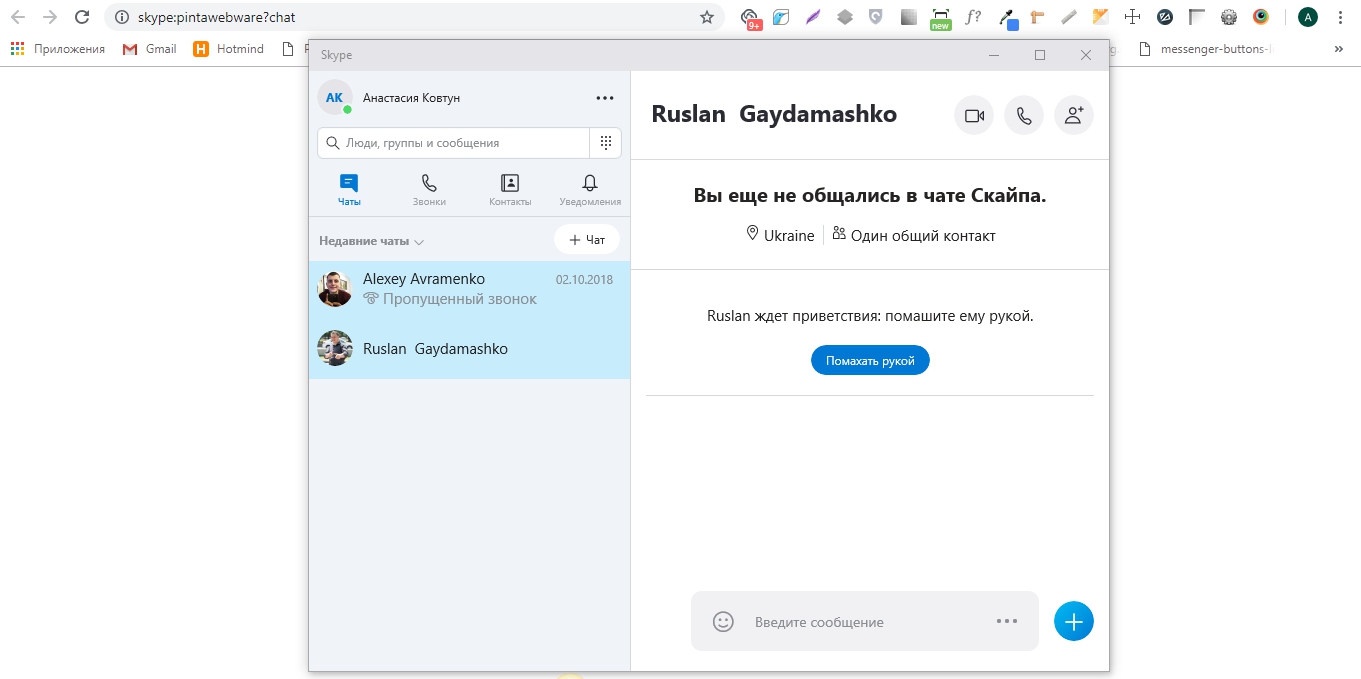 skype:pintawebware?chat
9+
new
f?
A
Приложения
Gmail
H Hotmind
messenger-buttons-
»
Skype
AK
Анастасия Ковтун
Люди, группы и сообщения
Чаты Звонки Контакты Уведомления
Недавние чаты
+ Чат
Alexey Avramenko 02.10.2018
Пропущенный звонок
Ruslan Gaydamashko
Ruslan Gaydamashko
Вы еще не общались в чате Скайпа.
Ukraine Один общий контакт
Ruslan ждет приветствия: помашите ему рукой.
Помахать рукой
Введите сообщение